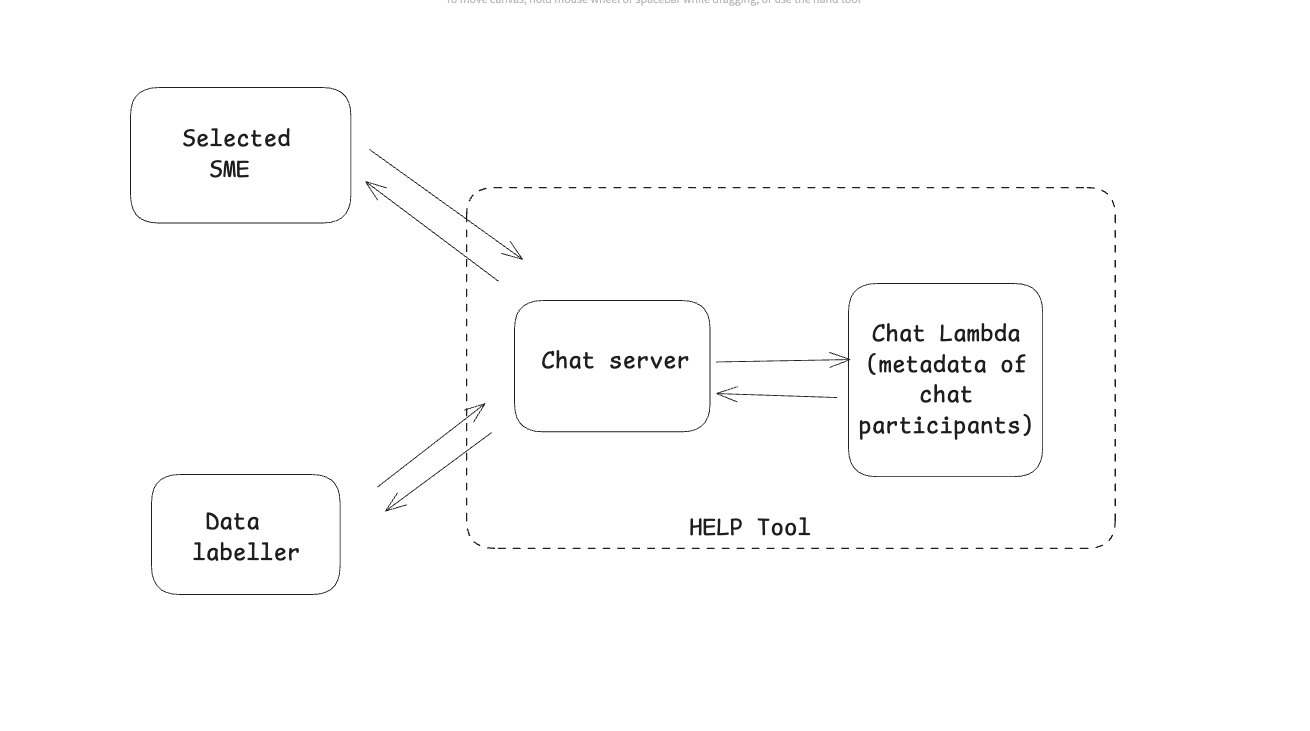 To move canvas, hold mouse wheel or spacebar while dragging, or use the hand tool
Selected
SME
Chat server
Chat Lambda
(metadata of
chat
participants)
Data
labeller
HELP Tool